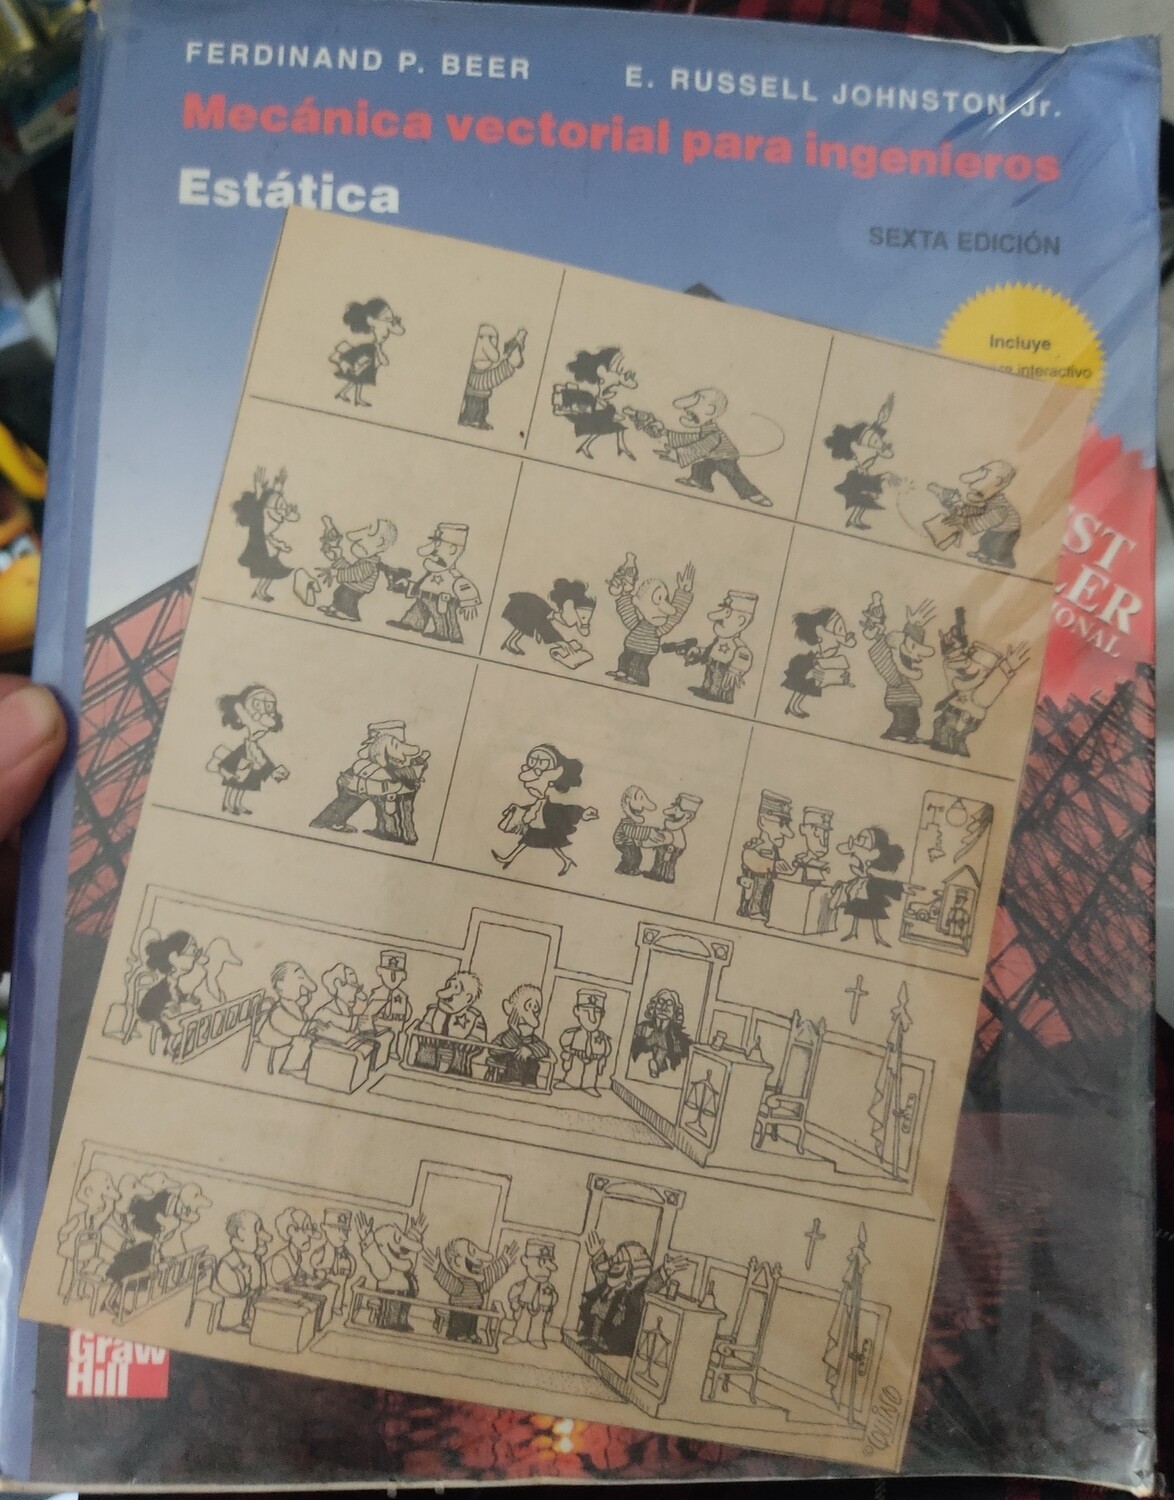 FERDINAND P. BEER
E. RUSSELL JOHNSTON Jr.
Mecánica vectorial para ingenieros
Estática
SEXTA EDICIÓN
Incluye
interactivo
Graw
Hill
©QUINO